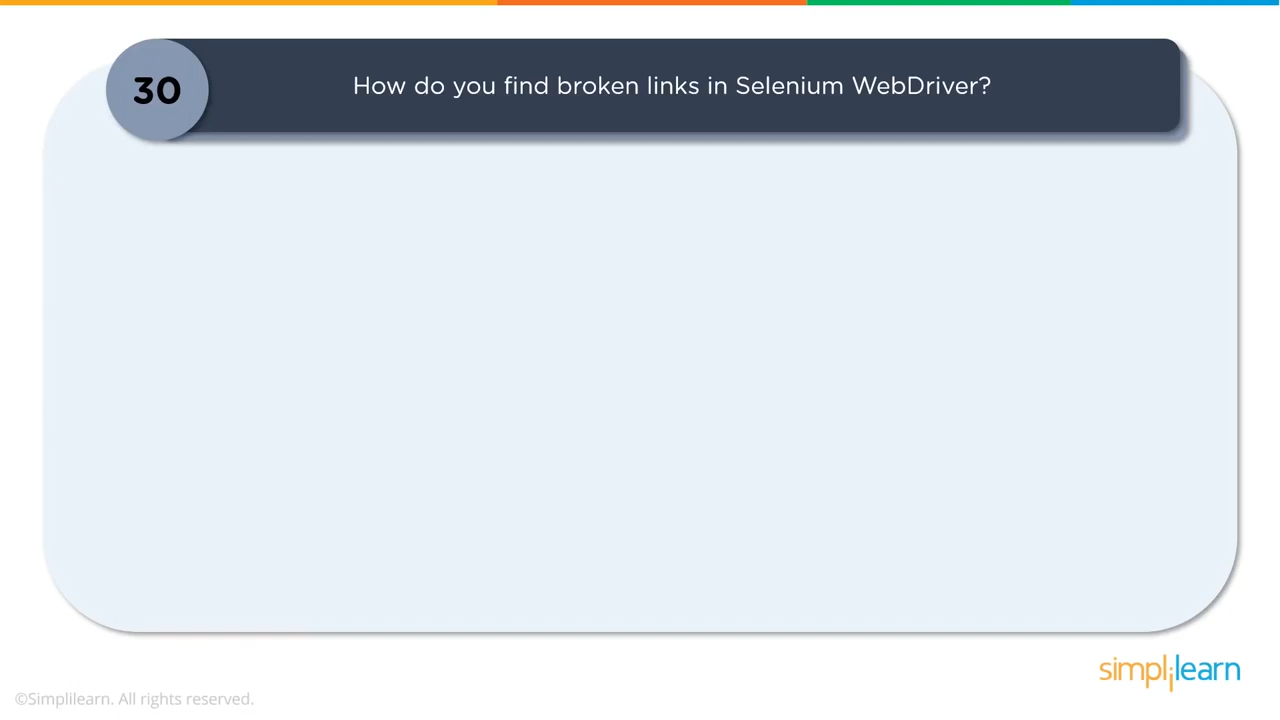 30
How do you find broken links in Selenium WebDriver?
simplilearn
©Simplilearn. All rights reserved.